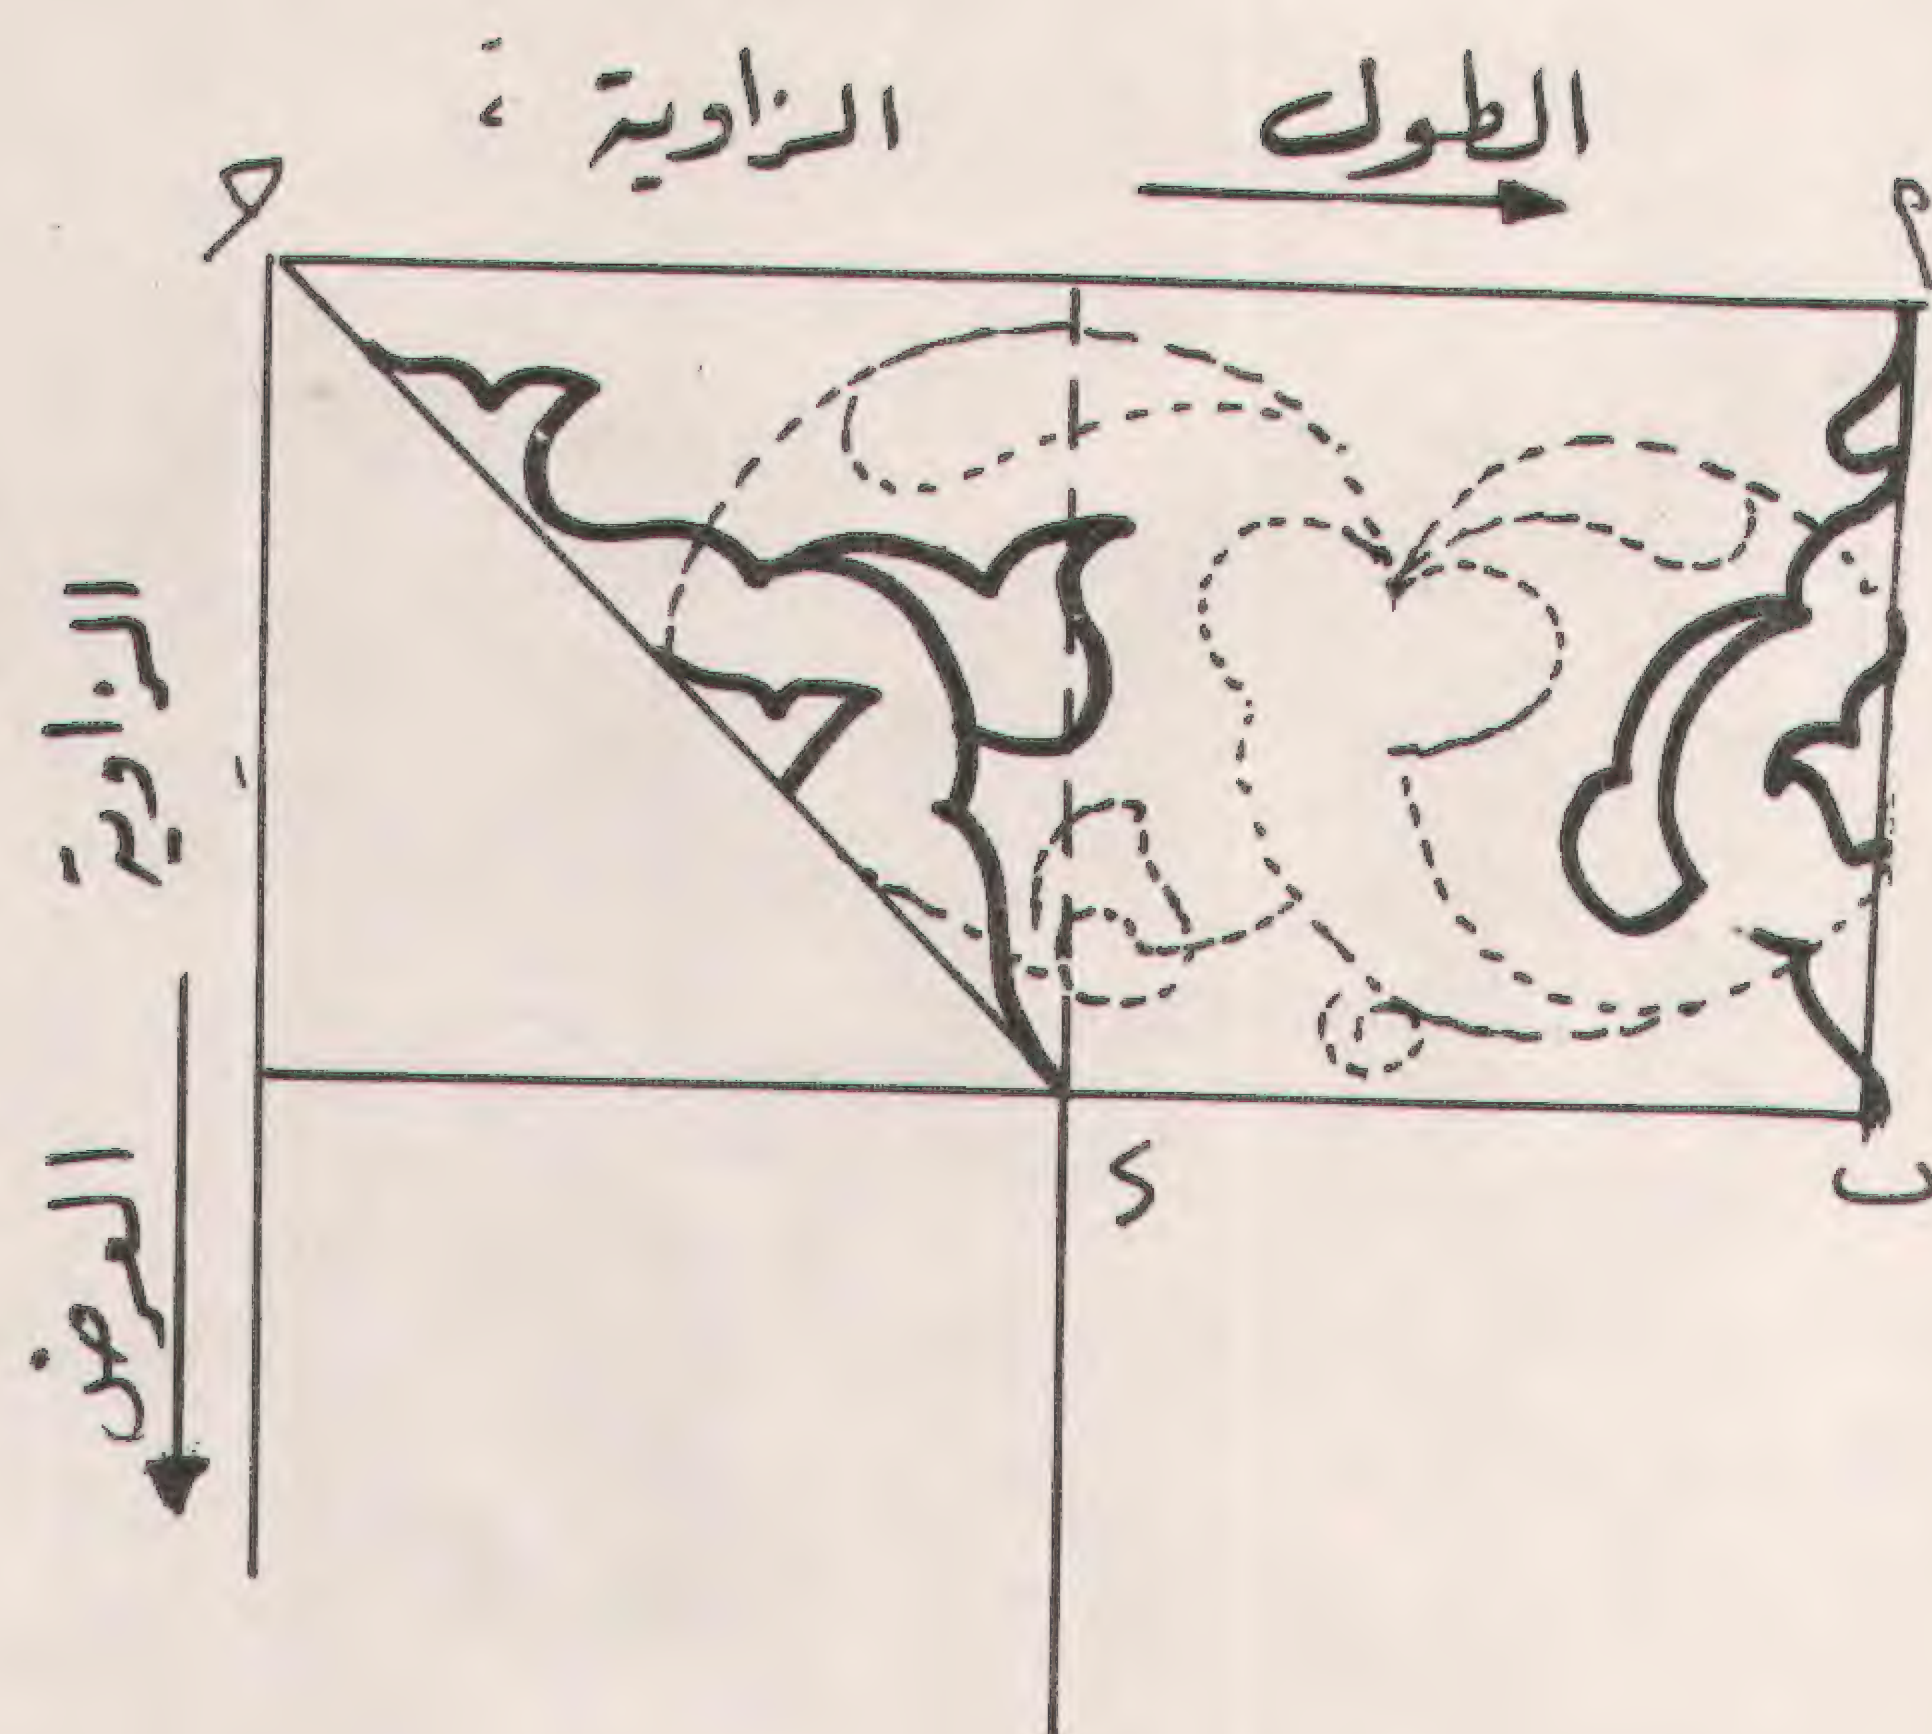 الطول الزاوية :
الزاوية
العرض
م
د
ب